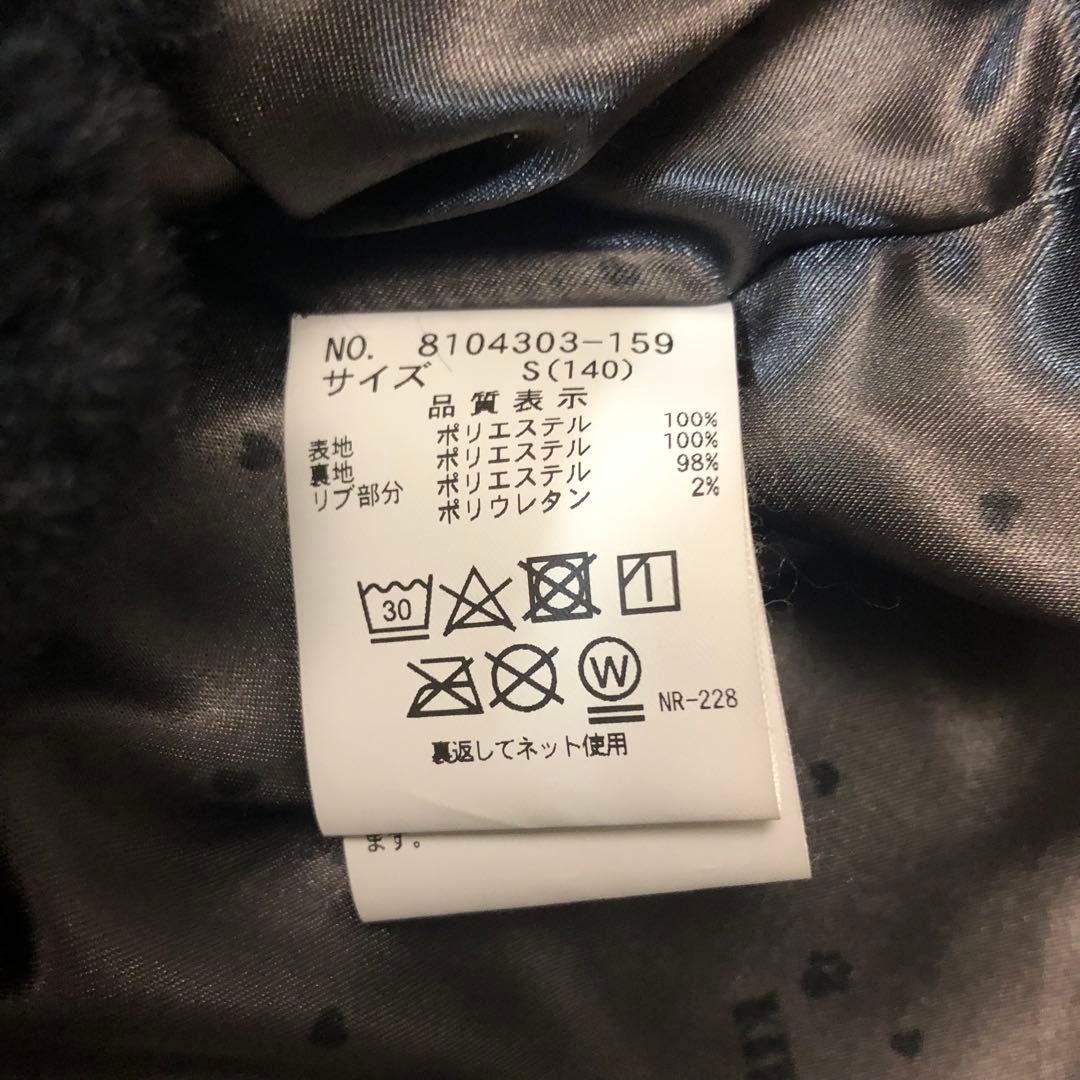 NO. 8104303-159
サイズ S(140)
品質表示
表地 ポリエステル 100%
裏地 ポリエステル 100%
リブ部分 ポリエステル 98%
ポリウレタン 2%
30
W
NR-228
裏返してネット使用
ます。